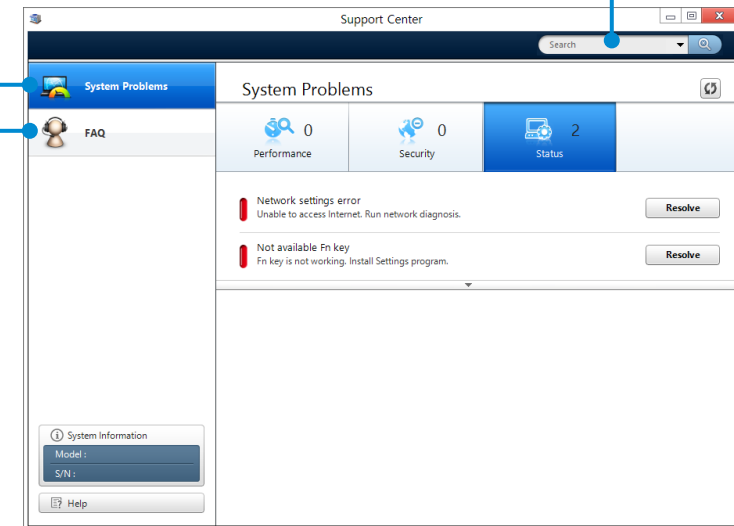 Support Center
Search
System Problems
FAQ
System Problems
0
Performance
0
Security
2
Status
Network settings error
Unable to access Internet. Run network diagnosis.
Resolve
Not available Fn key
Fn key is not working. Install Settings program.
Resolve
System Information
Model :
S/N :
Help